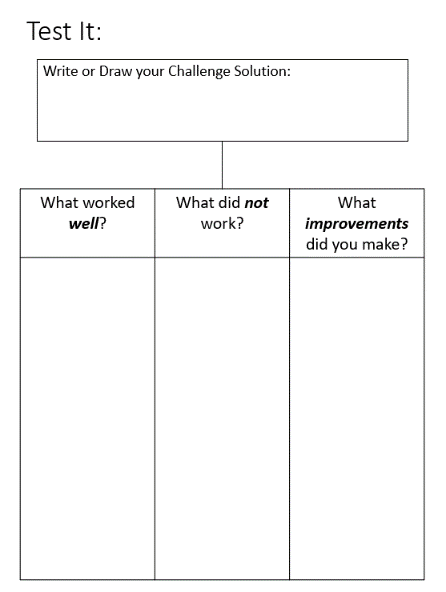 Test It:
Write or Draw your Challenge Solution:
What worked
well?
What did not
work?
What
improvements
did you make?